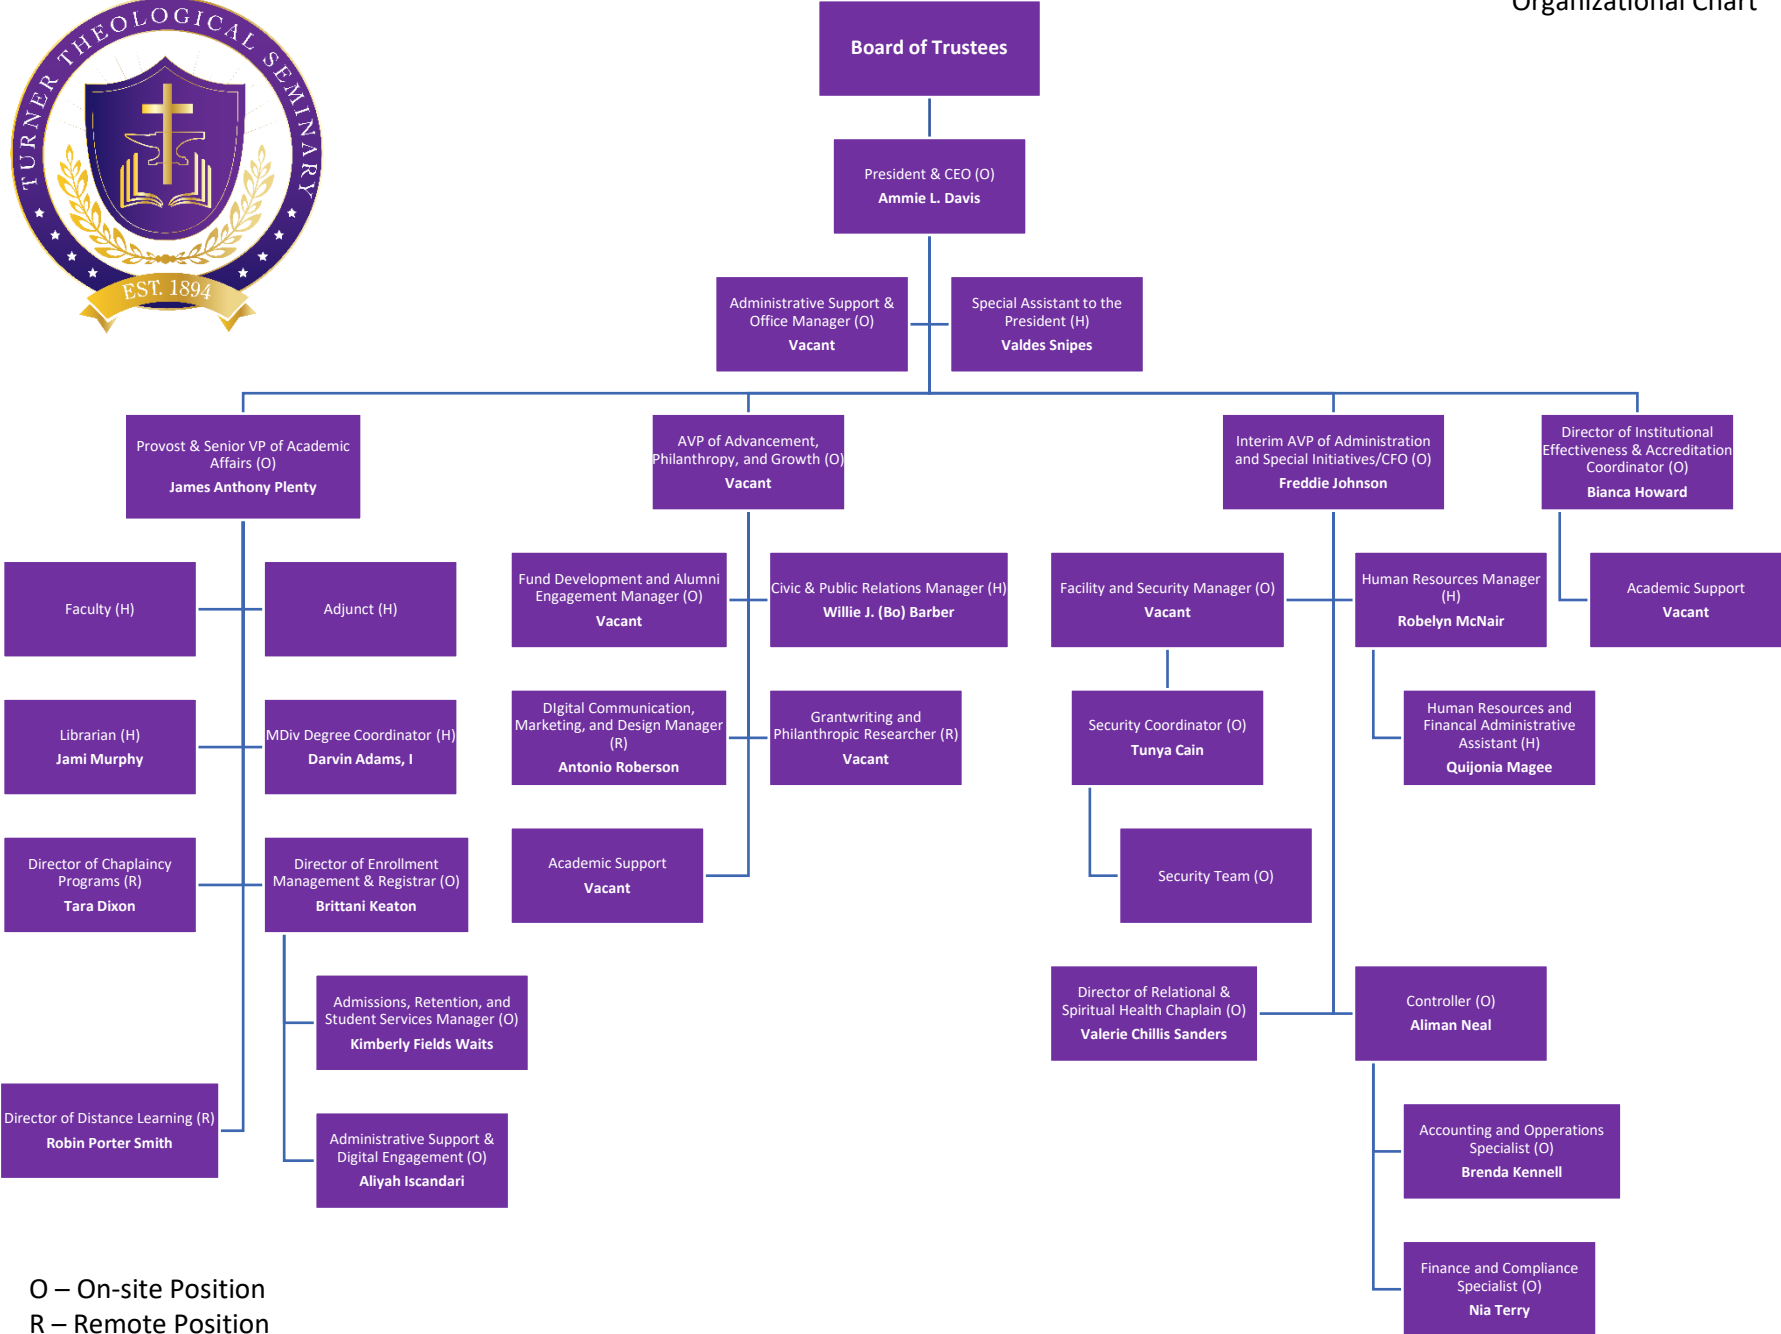 Organizational Chart
TURNER THEOLOGICAL SEMINARY
EST. 1894
Board of Trustees
President & CEO (O)
Ammie L. Davis
Administrative Support &
Office Manager (O)
Vacant
Special Assistant to the
President (H)
Valdes Snipes
Provost & Senior VP of Academic
Affairs (O)
James Anthony Plenty
AVP of Advancement,
Philanthropy, and Growth (O)
Vacant
Interim AVP of Administration
and Special Initiatives/CFO (O)
Freddie Johnson
Director of Institutional
Effectiveness & Accreditation
Coordinator (O)
Bianca Howard
Faculty (H)
Adjunct (H)
Fund Development and Alumni
Engagement Manager (O)
Vacant
Civic & Public Relations Manager (H)
Willie J. (Bo) Barber
Facility and Security Manager (O)
Vacant
Human Resources Manager
(H)
Robelyn McNair
Academic Support
Vacant
Librarian (H)
Jami Murphy
MDiv Degree Coordinator (H)
Darvin Adams, I
DIgital Communication,
Marketing, and Design Manager
(R)
Antonio Roberson
Grantwriting and
Philanthropic Researcher (R)
Vacant
Security Coordinator (O)
Tunya Cain
Human Resources and
Financal Administrative
Assistant (H)
Quijonia Magee
Director of Chaplaincy
Programs (R)
Tara Dixon
Director of Enrollment
Management & Registrar (O)
Brittani Keaton
Academic Support
Vacant
Security Team (O)
Admissions, Retention, and
Student Services Manager (O)
Kimberly Fields Waits
Director of Relational &
Spiritual Health Chaplain (O)
Valerie Chillis Sanders
Controller (O)
Aliman Neal
Director of Distance Learning (R)
Robin Porter Smith
Administrative Support &
Digital Engagement (O)
Aliyah Iscandari
Accounting and Opperations
Specialist (O)
Brenda Kennell
Finance and Compliance
Specialist (O)
Nia Terry
O – On-site Position
R – Remote Position